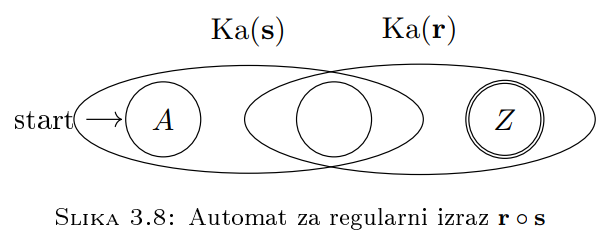 Ka(s) Ka(r)
start A Z
SLIKA 3.8: Automat za regularni izraz r ∘ s